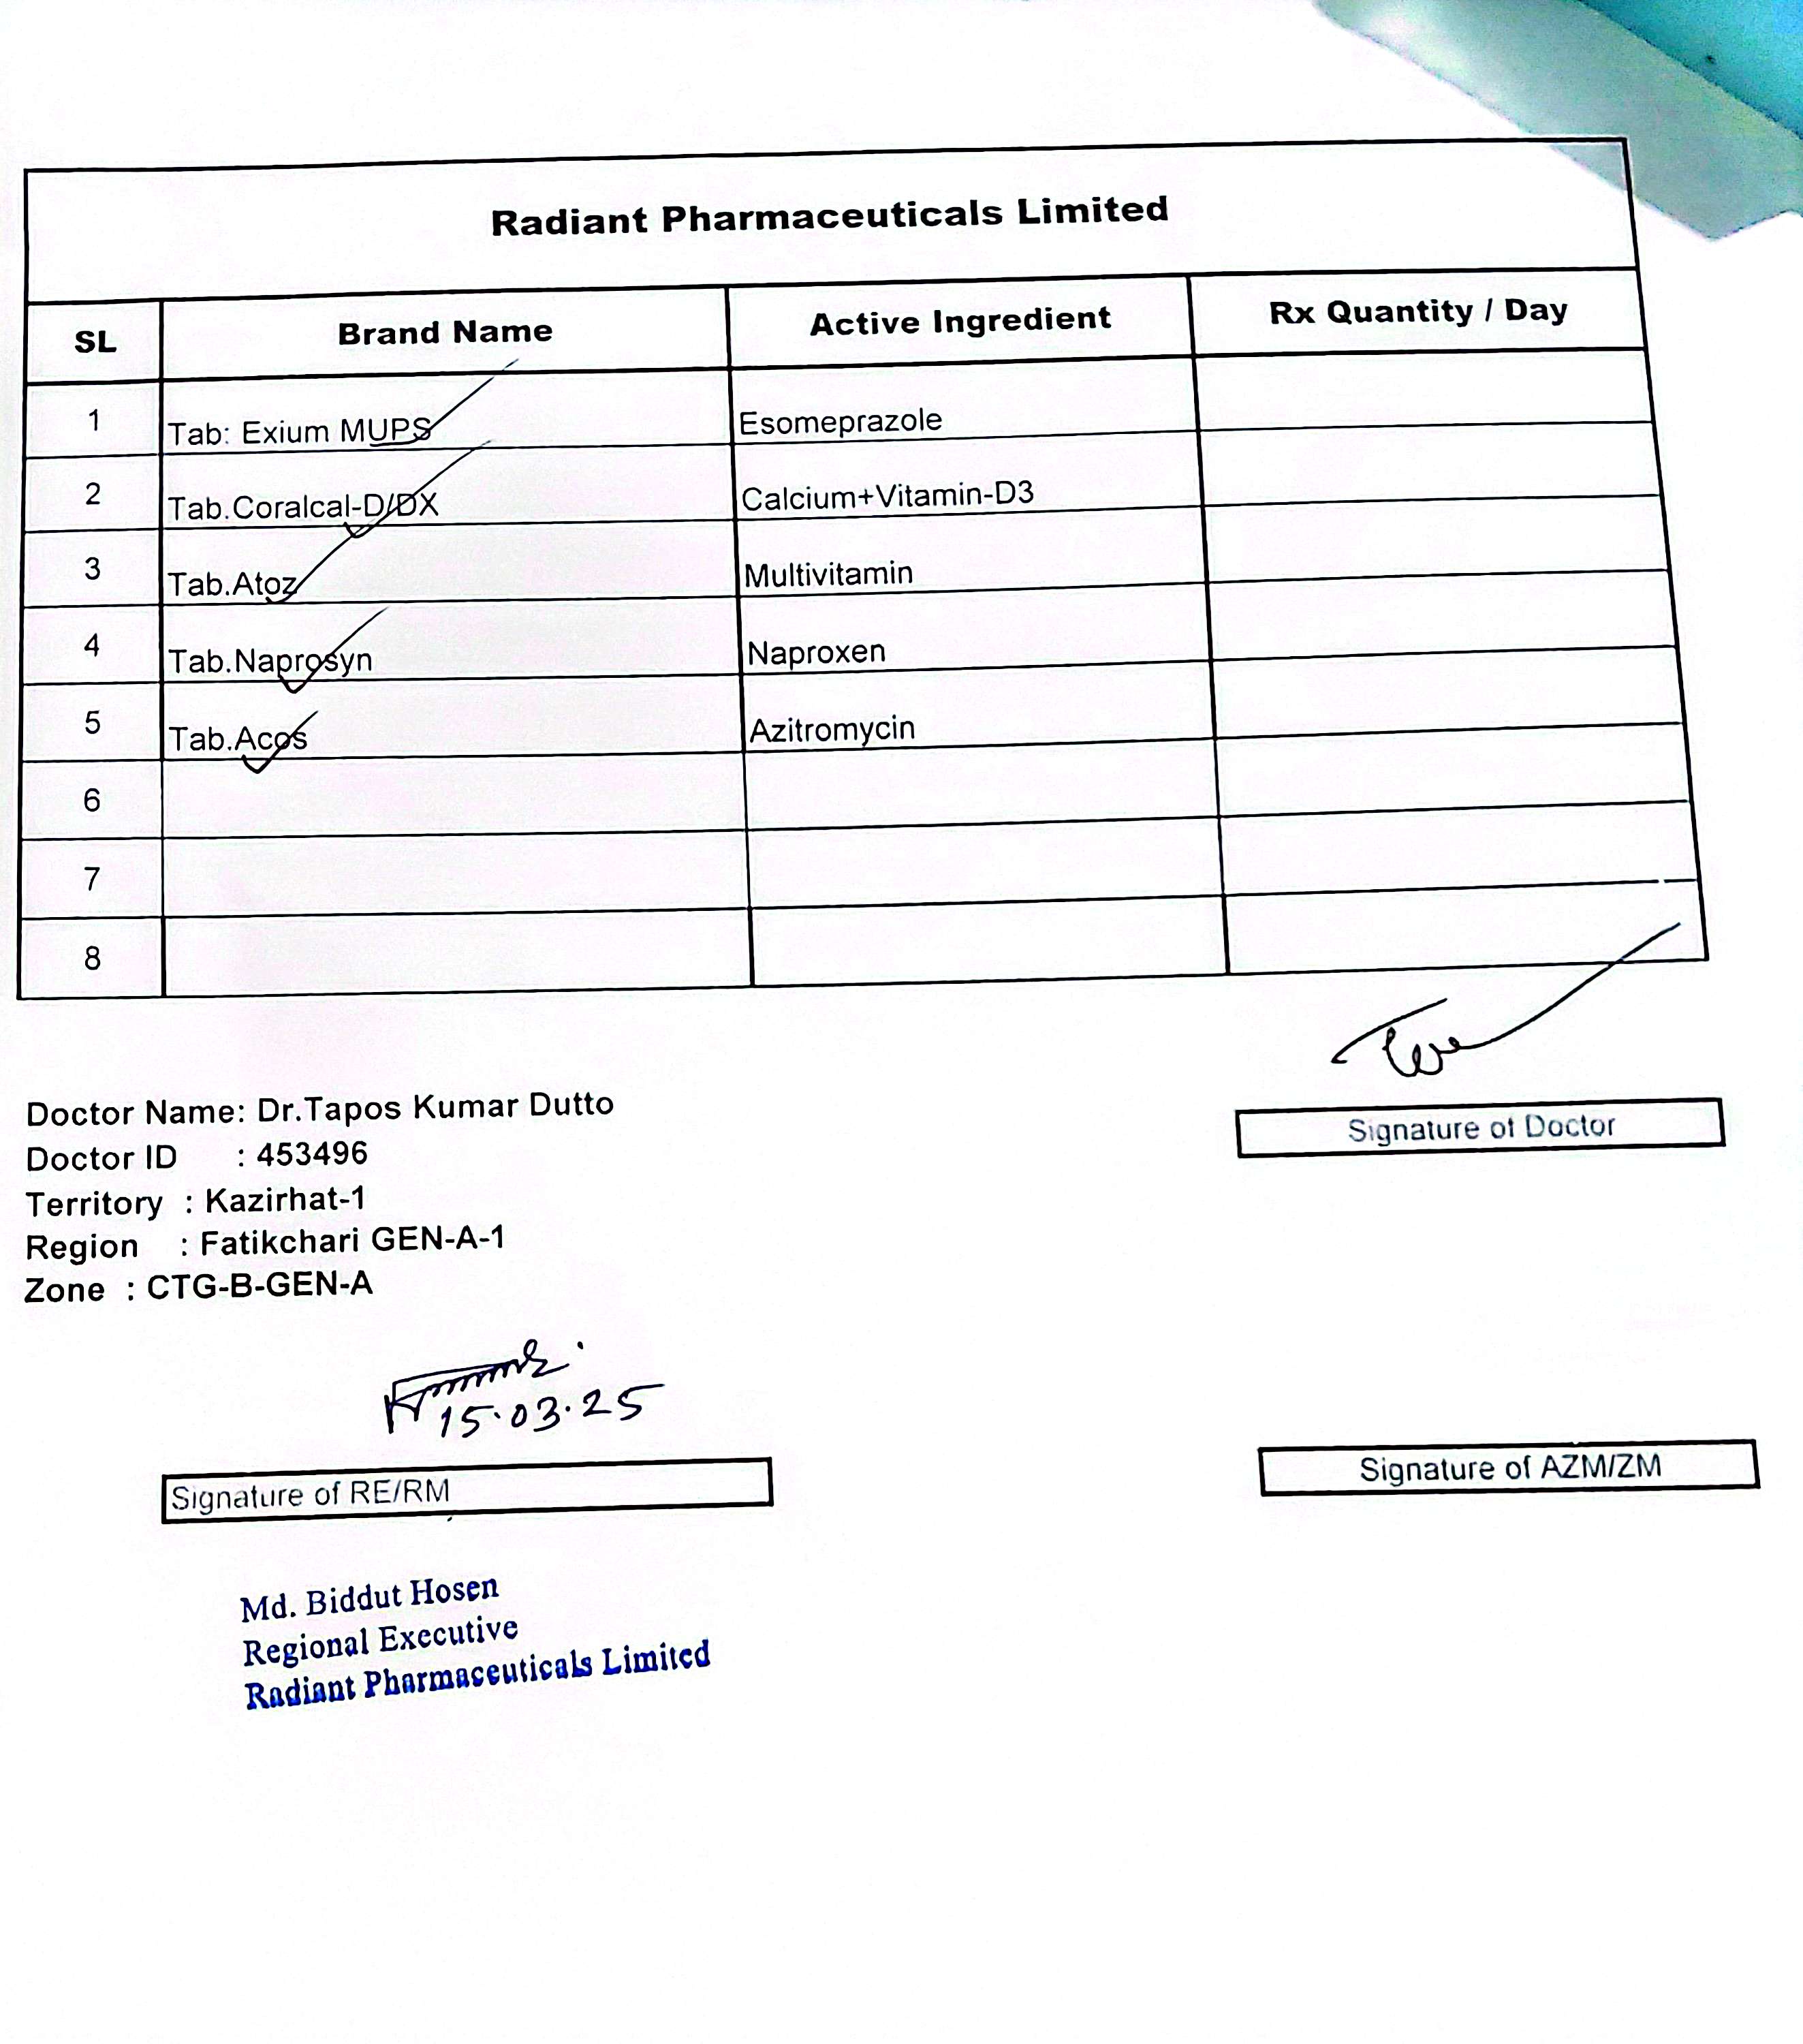 Radiant Pharmaceuticals Limited
SL Brand Name Active Ingredient Rx Quantity / Day
1 Tab: Exium MUPS Esomeprazole
2 Tab.Coralcal-D/DX Calcium+Vitamin-D3
3 Tab.Atoz Multivitamin
4 Tab.Naprosyn Naproxen
5 Tab.Acos Azitromycin
6
7
8
Doctor Name: Dr.Tapos Kumar Dutto
Signature of Doctor
Doctor ID : 453496
Territory : Kazirhat-1
Region : Fatikchari GEN-A-1
Zone : CTG-B-GEN-A
15.03.25
Signature of RE/RM
Signature of AZM/ZM
Md. Biddut Hosen
Regional Executive
Radiant Pharmaceuticals Limited